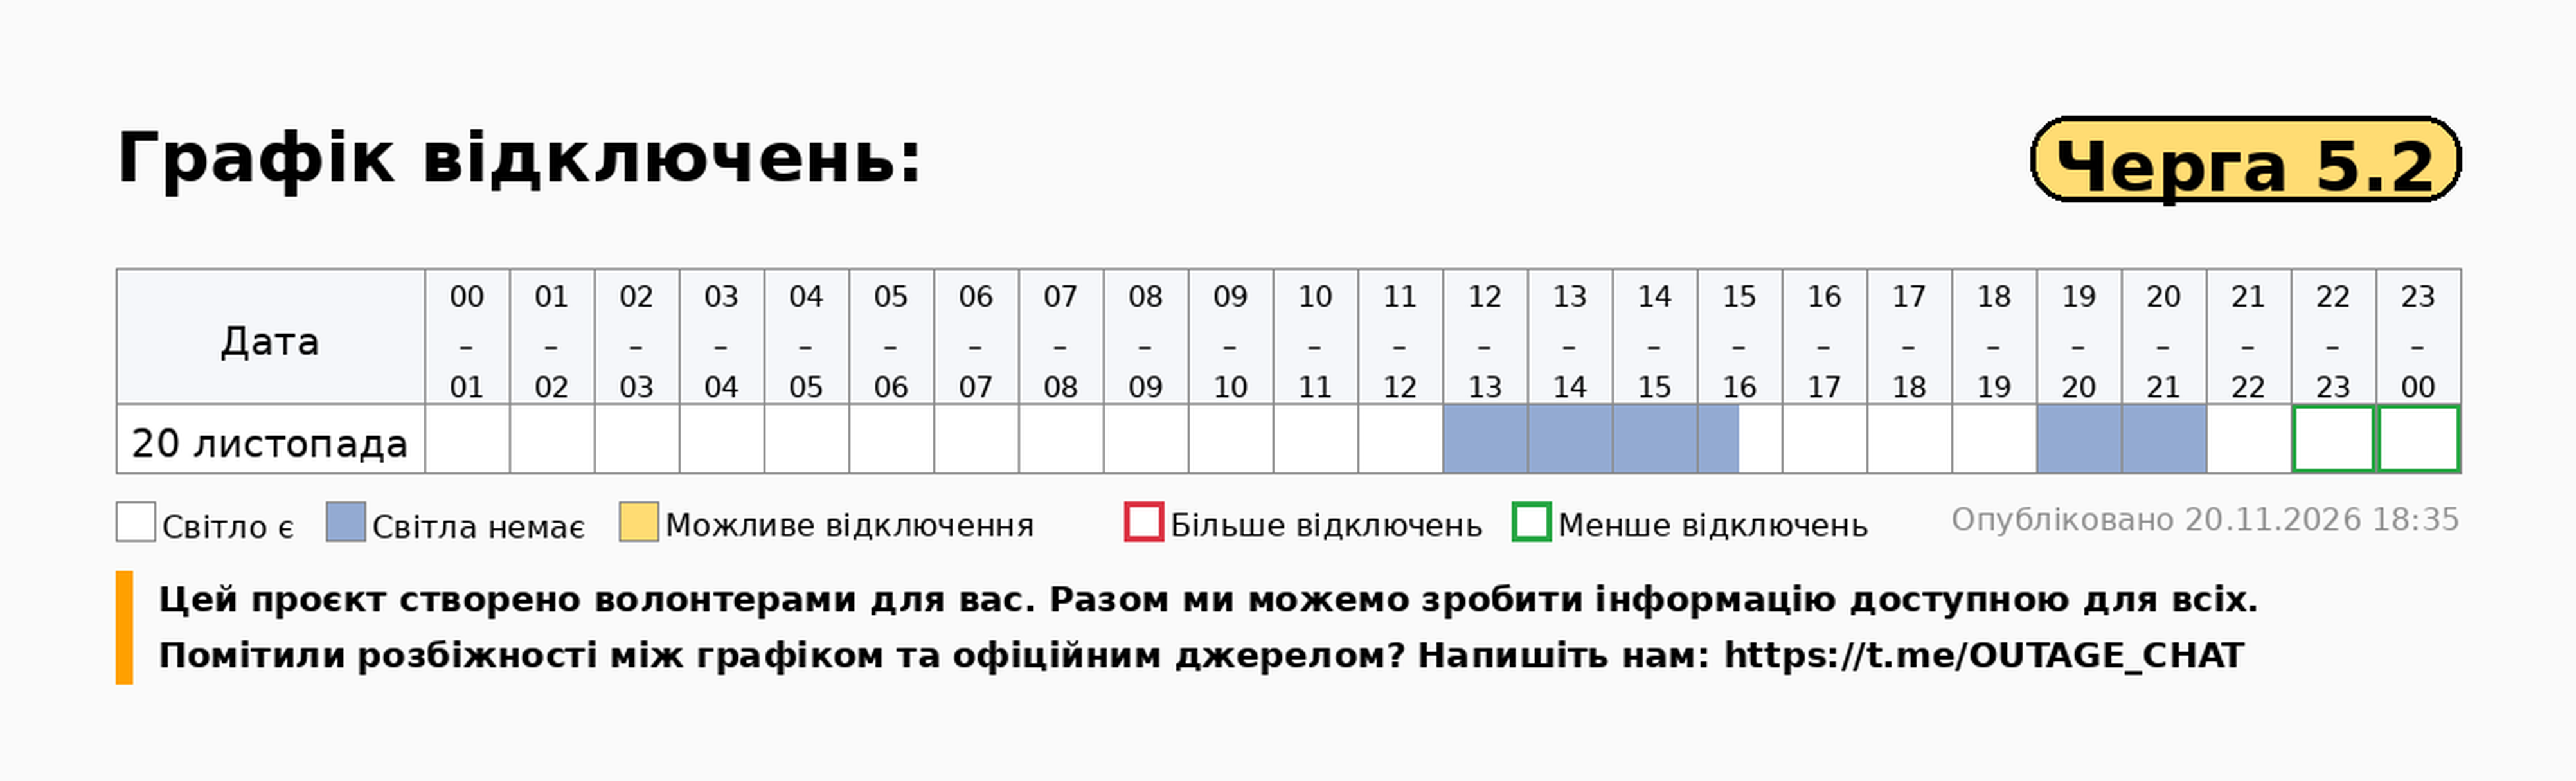 Графік відключень:
Черга 5.2
Дата
00 – 01
01 – 02
02 – 03
03 – 04
04 – 05
05 – 06
06 – 07
07 – 08
08 – 09
09 – 10
10 – 11
11 – 12
12 – 13
13 – 14
14 – 15
15 – 16
16 – 17
17 – 18
18 – 19
19 – 20
20 – 21
21 – 22
22 – 23
23 – 00
20 листопада
Світло є
Світла немає
Можливе відключення
Більше відключень
Менше відключень
Опубліковано 20.11.2026 18:35
Цей проєкт створено волонтерами для вас. Разом ми можемо зробити інформацію доступною для всіх.
Помітили розбіжності між графіком та офіційним джерелом? Напишіть нам: https://t.me/OUTAGE_CHAT